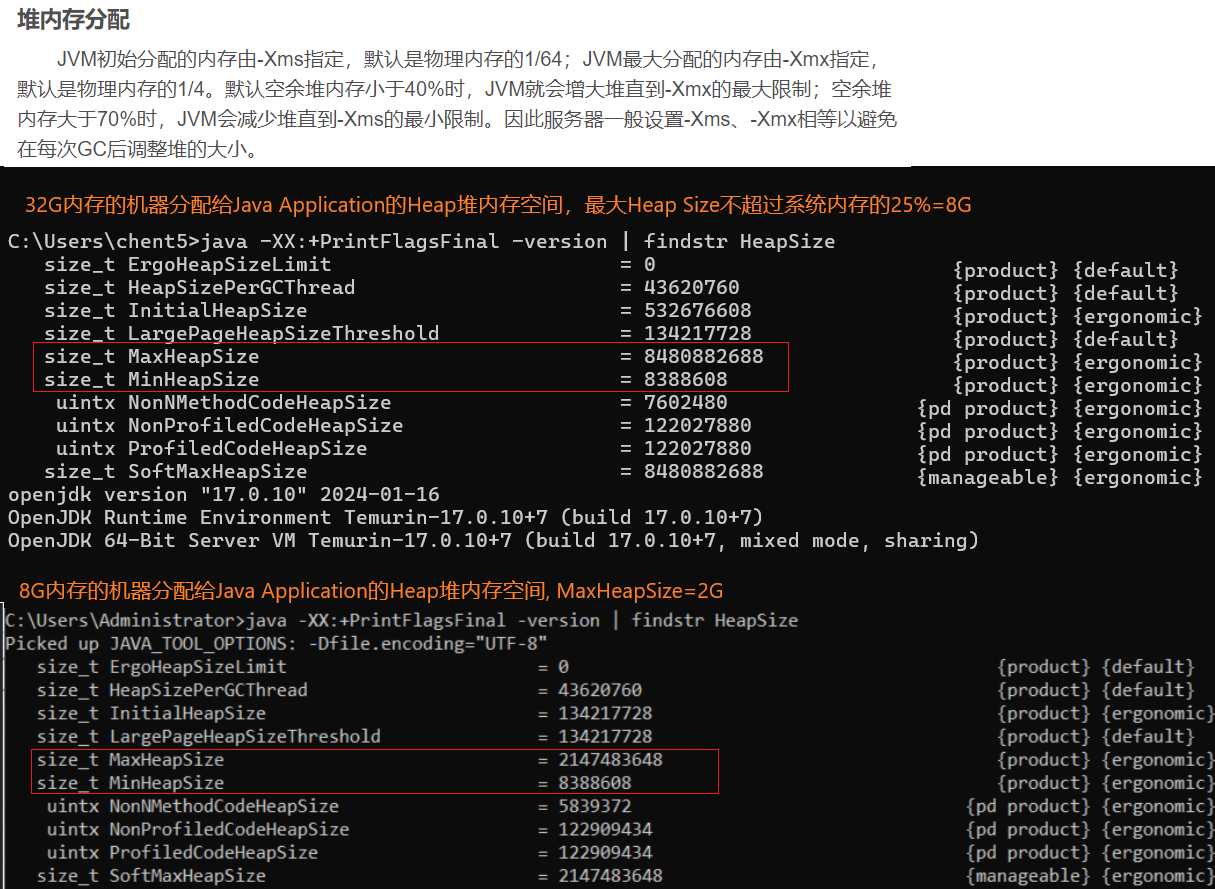 堆内存分配
JVM初始分配的内存由-Xms指定，默认是物理内存的1/64；JVM最大分配的内存由-Xmx指定，
默认是物理内存的1/4。默认空余堆内存小于40%时，JVM就会增大堆直到-Xmx的最大限制；空余堆
内存大于70%时，JVM会减少堆直到-Xms的最小限制。因此服务器一般设置-Xms、-Xmx相等以避免
在每次GC后调整堆的大小。
32G内存的机器分配给Java Application的Heap堆内存空间，最大Heap Size不超过系统内存的25%=8G
C:\Users\chent5>java -XX:+PrintFlagsFinal -version | findstr HeapSize
size_t ErgoHeapSizeLimit = 0 {product} {default}
size_t HeapSizePerGCThread = 43620760 {product} {default}
size_t InitialHeapSize = 532676608 {product} {ergonomic}
size_t LargePageHeapSizeThreshold = 134217728 {product} {default}
size_t MaxHeapSize = 8480882688 {product} {ergonomic}
size_t MinHeapSize = 8388608 {product} {ergonomic}
uintx NonNMethodCodeHeapSize = 7602480 {pd product} {ergonomic}
uintx NonProfiledCodeHeapSize = 122027880 {pd product} {ergonomic}
uintx ProfiledCodeHeapSize = 122027880 {pd product} {ergonomic}
size_t SoftMaxHeapSize = 8480882688 {manageable} {ergonomic}
openjdk version "17.0.10" 2024-01-16
OpenJDK Runtime Environment Temurin-17.0.10+7 (build 17.0.10+7)
OpenJDK 64-Bit Server VM Temurin-17.0.10+7 (build 17.0.10+7, mixed mode, sharing)
8G内存的机器分配给Java Application的Heap堆内存空间, MaxHeapSize=2G
C:\Users\Administrator>java -XX:+PrintFlagsFinal -version | findstr HeapSize
Picked up JAVA_TOOL_OPTIONS: -Dfile.encoding="UTF-8"
size_t ErgoHeapSizeLimit = 0 {product} {default}
size_t HeapSizePerGCThread = 43620760 {product} {default}
size_t InitialHeapSize = 134217728 {product} {ergonomic}
size_t LargePageHeapSizeThreshold = 134217728 {product} {default}
size_t MaxHeapSize = 2147483648 {product} {ergonomic}
size_t MinHeapSize = 8388608 {product} {ergonomic}
uintx NonNMethodCodeHeapSize = 5839372 {pd product} {ergonomic}
uintx NonProfiledCodeHeapSize = 122909434 {pd product} {ergonomic}
uintx ProfiledCodeHeapSize = 122909434 {pd product} {ergonomic}
size_t SoftMaxHeapSize = 2147483648 {manageable} {ergonomic}